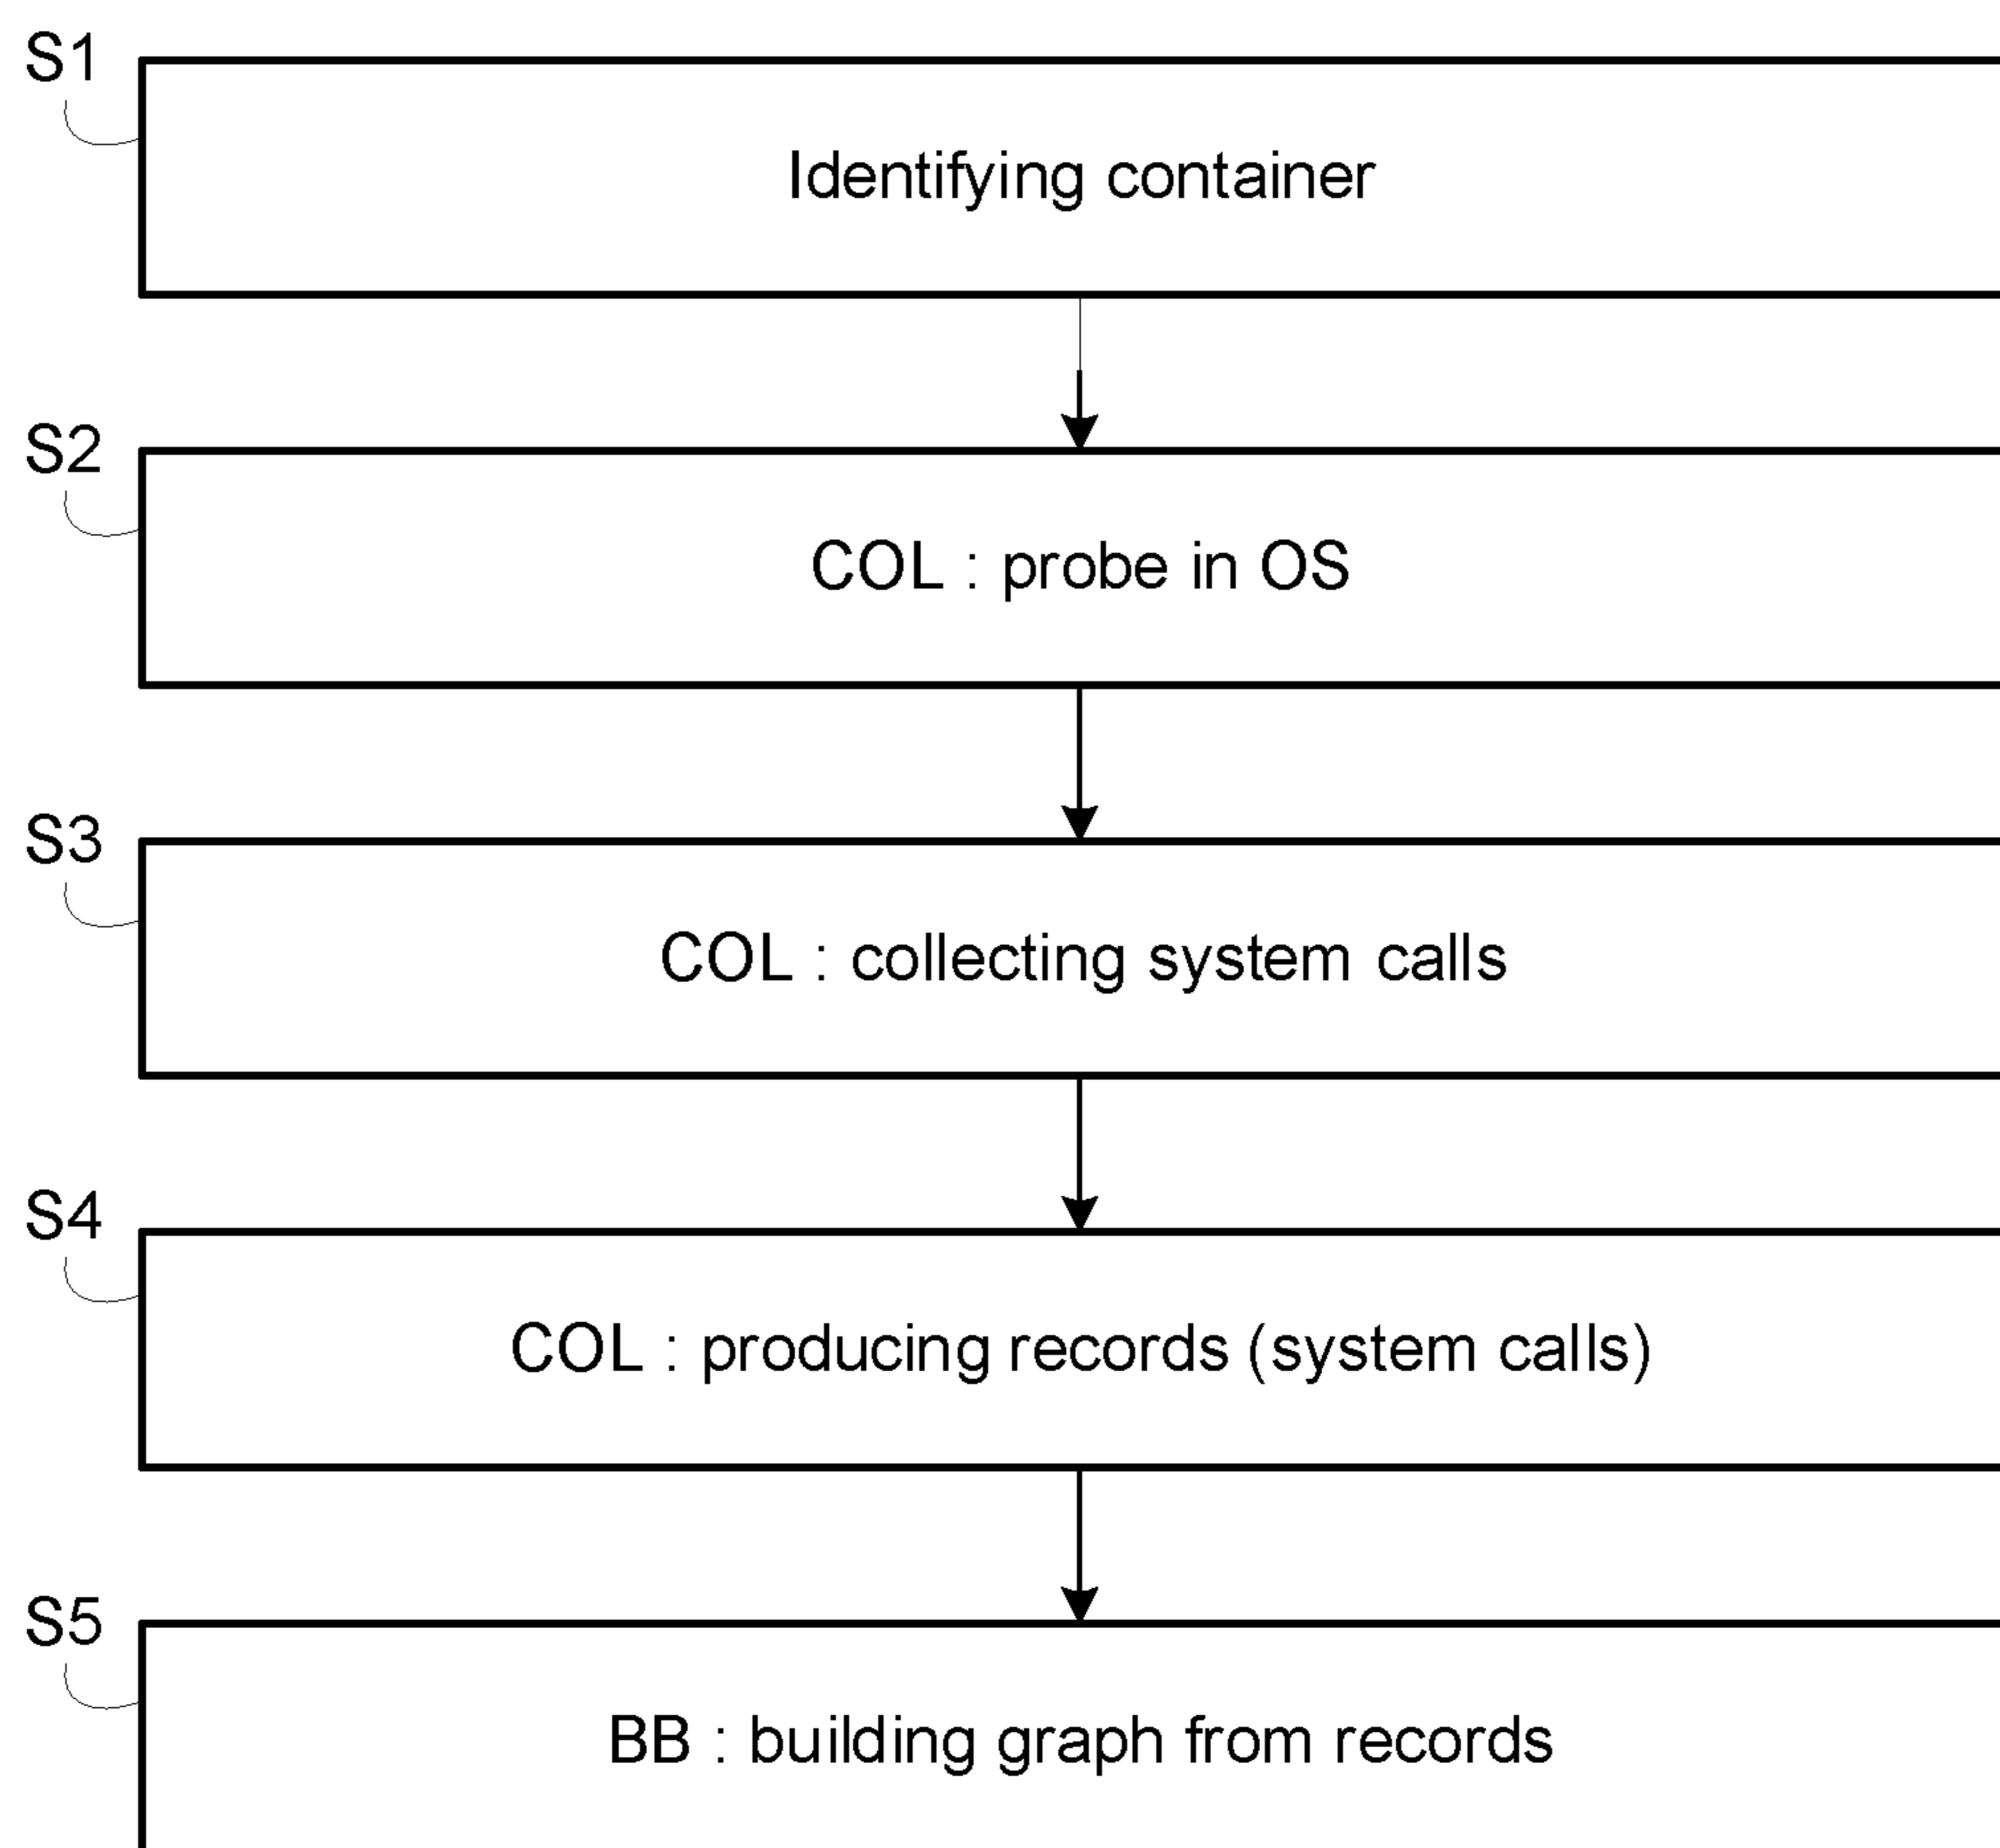 S1
Identifying container
S2
COL : probe in OS
S3
COL : collecting system calls
S4
COL : producing records (system calls)
S5
BB : building graph from records